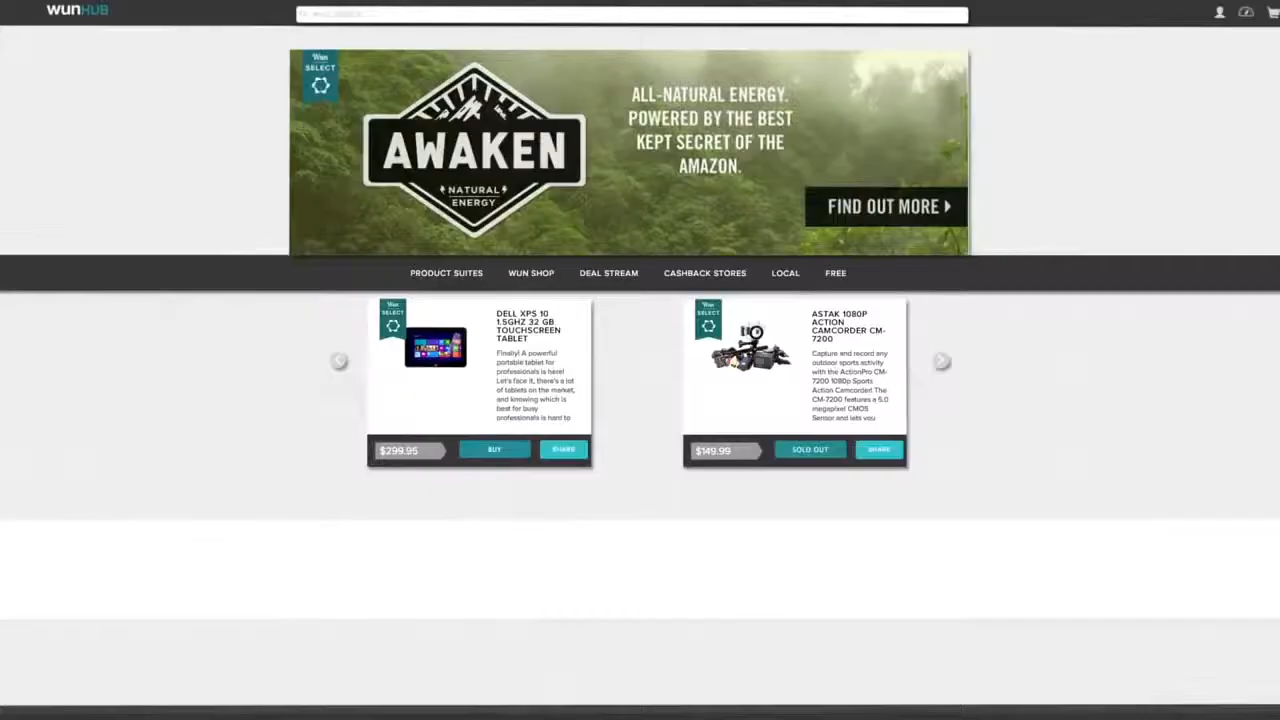 wunHUB
Wun
SELECT
AWAKEN
NATURAL
ENERGY
ALL-NATURAL ENERGY.
POWERED BY THE BEST
KEPT SECRET OF THE
AMAZON.
FIND OUT MORE
PRODUCT SUITES WUN SHOP DEAL STREAM CASHBACK STORES LOCAL FREE
Wun
SELECT
DELL XPS 10
1.5GHZ 32 GB
TOUCHSCREEN
TABLET
Finally! A powerful
portable tablet for
professionals is here!
Let's face it, there's a lot
of tablets on the market,
and knowing which is
best for busy
professionals is hard to
$299.95 BUY SHARE
Wun
SELECT
ASTAK 1080P
ACTION
CAMCORDER CM-
7200
Capture and record any
outdoor sports activity
with the ActionPro CM-
7200 1080p Sports
Action Camcorder! The
CM-7200 features a 5.0
megapixel CMOS
Sensor and lets you
$149.99 SOLD OUT SHARE